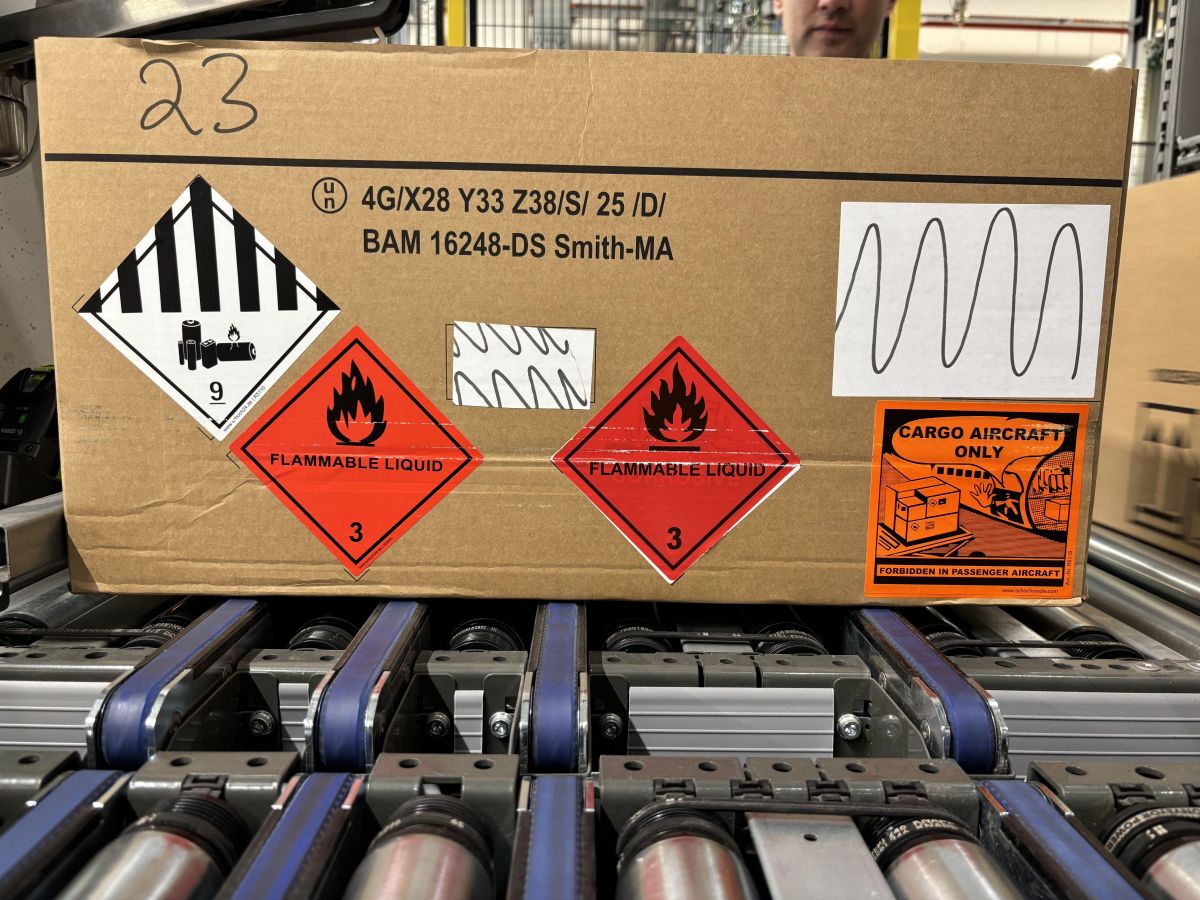 23
un 4G/X28 Y33 Z38/S/ 25 /D/
BAM 16248-DS Smith-MA
9
FLAMMABLE LIQUID
3
FLAMMABLE LIQUID
3
CARGO AIRCRAFT
ONLY
FORBIDDEN IN PASSENGER AIRCRAFT